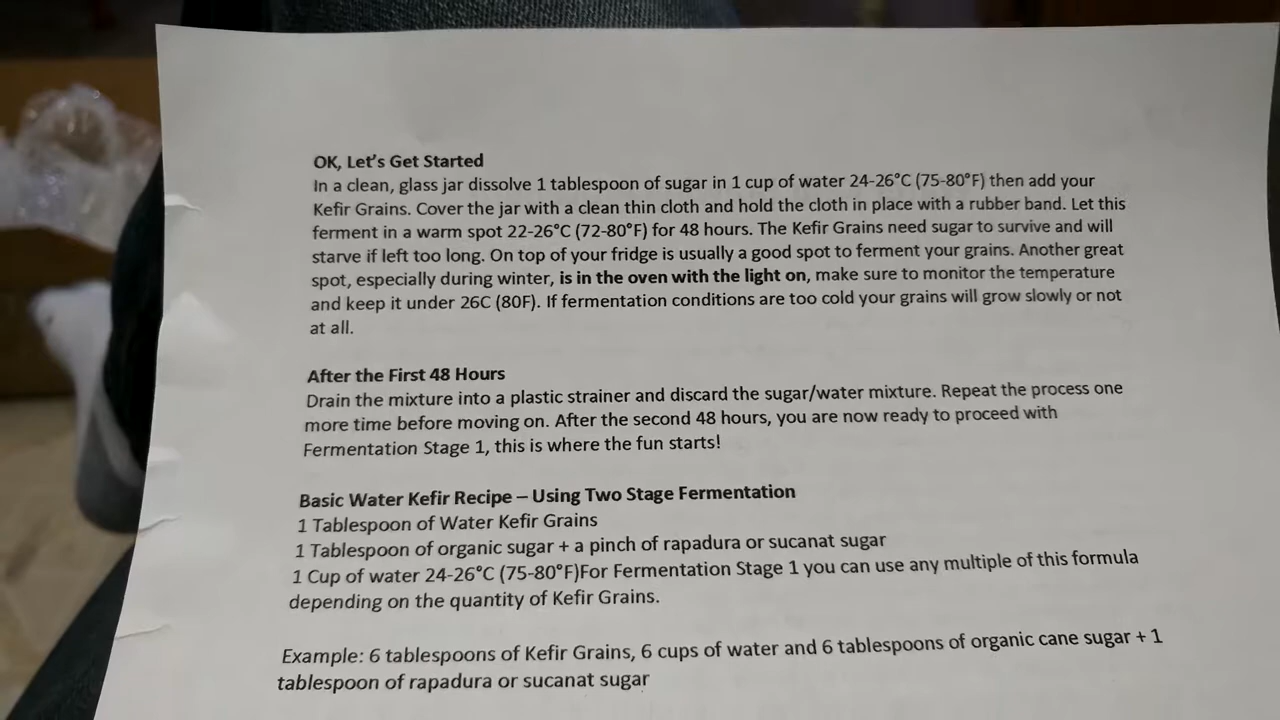 OK, Let's Get Started
In a clean, glass jar dissolve 1 tablespoon of sugar in 1 cup of water 24-26°C (75-80°F) then add your
Kefir Grains. Cover the jar with a clean thin cloth and hold the cloth in place with a rubber band. Let this
ferment in a warm spot 22-26°C (72-80°F) for 48 hours. The Kefir Grains need sugar to survive and will
starve if left too long. On top of your fridge is usually a good spot to ferment your grains. Another great
spot, especially during winter, is in the oven with the light on, make sure to monitor the temperature
and keep it under 26C (80F). If fermentation conditions are too cold your grains will grow slowly or not
at all.
After the First 48 Hours
Drain the mixture into a plastic strainer and discard the sugar/water mixture. Repeat the process one
more time before moving on. After the second 48 hours, you are now ready to proceed with
Fermentation Stage 1, this is where the fun starts!
Basic Water Kefir Recipe – Using Two Stage Fermentation
1 Tablespoon of Water Kefir Grains
1 Tablespoon of organic sugar + a pinch of rapadura or sucanat sugar
1 Cup of water 24-26°C (75-80°F)For Fermentation Stage 1 you can use any multiple of this formula
depending on the quantity of Kefir Grains.
Example: 6 tablespoons of Kefir Grains, 6 cups of water and 6 tablespoons of organic cane sugar + 1
tablespoon of rapadura or sucanat sugar